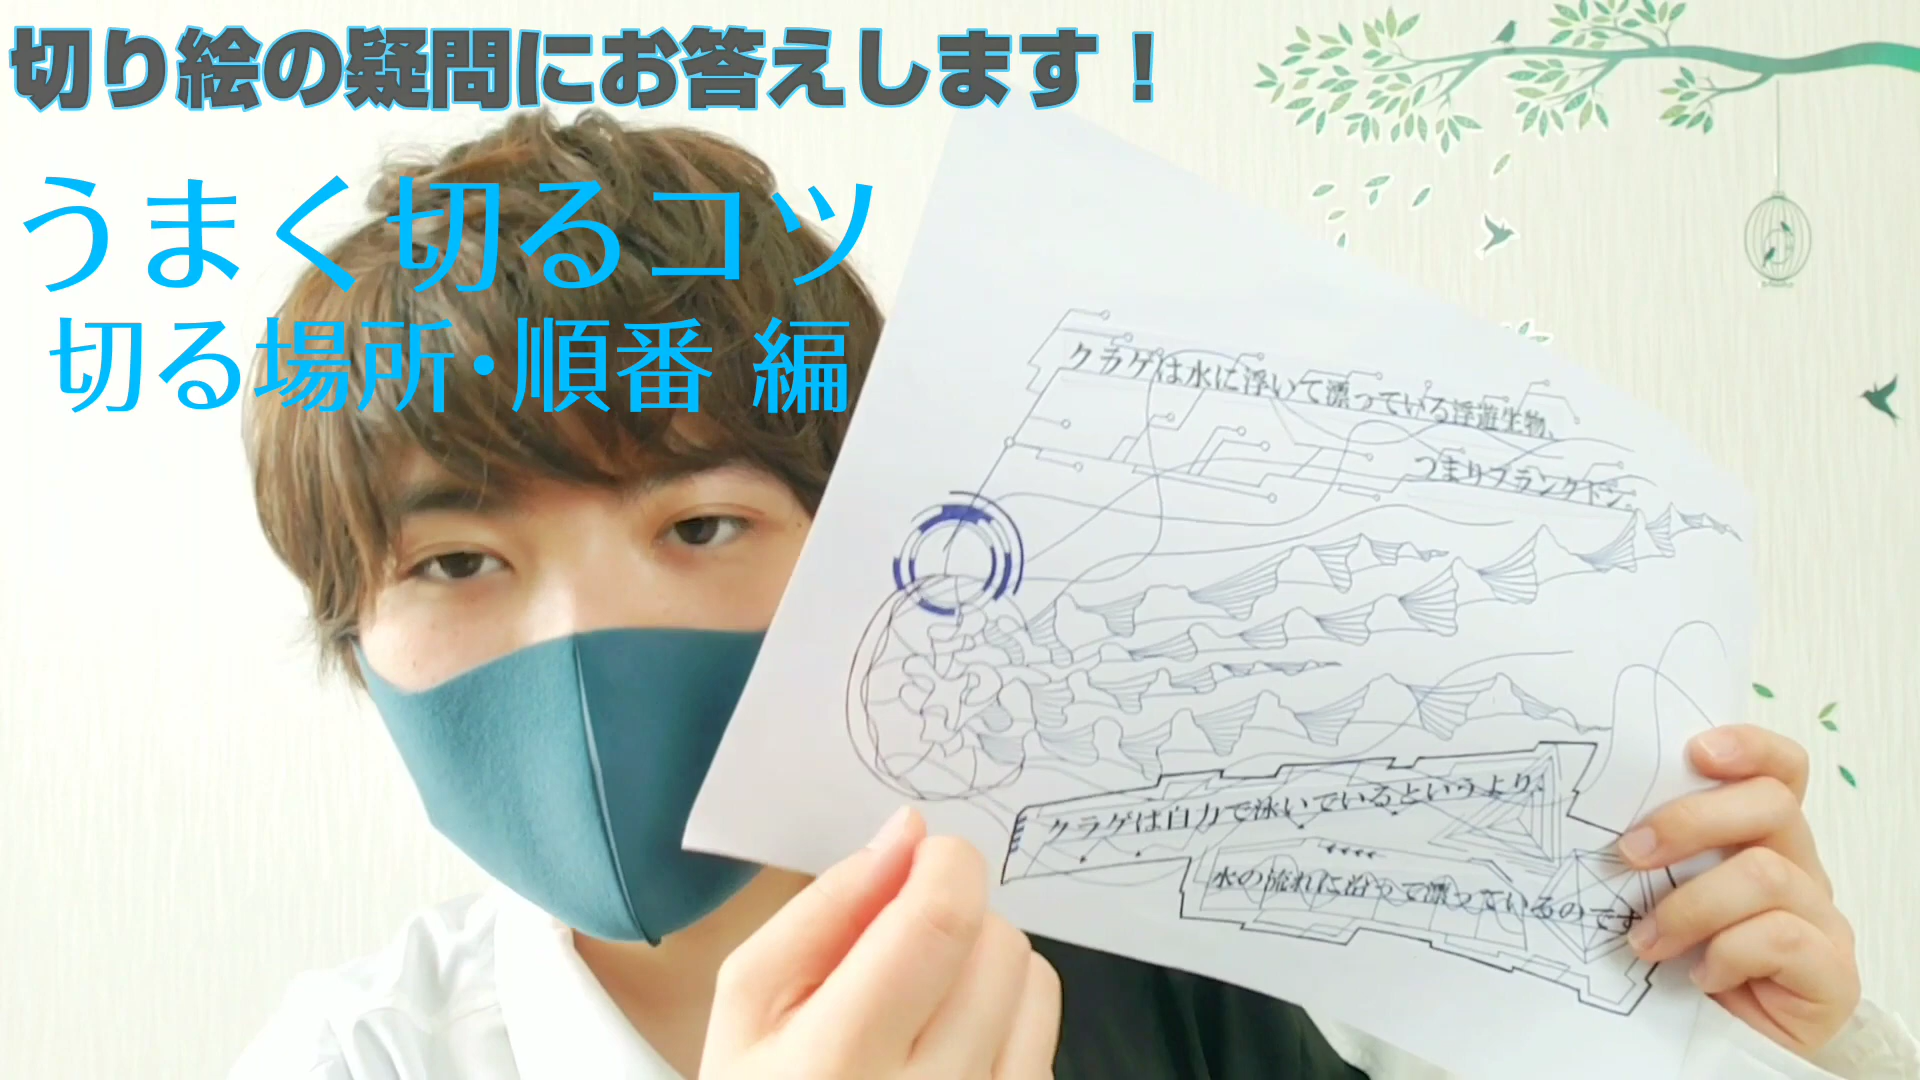 切り絵の疑問にお答えします！
うまく切るコツ
切る場所・順番 編
クラゲは水に浮いて漂っている浮遊生物、
つまりプランクトン。
クラゲは自力で泳いでいるというより、
水の流れに沿って漂っているのです